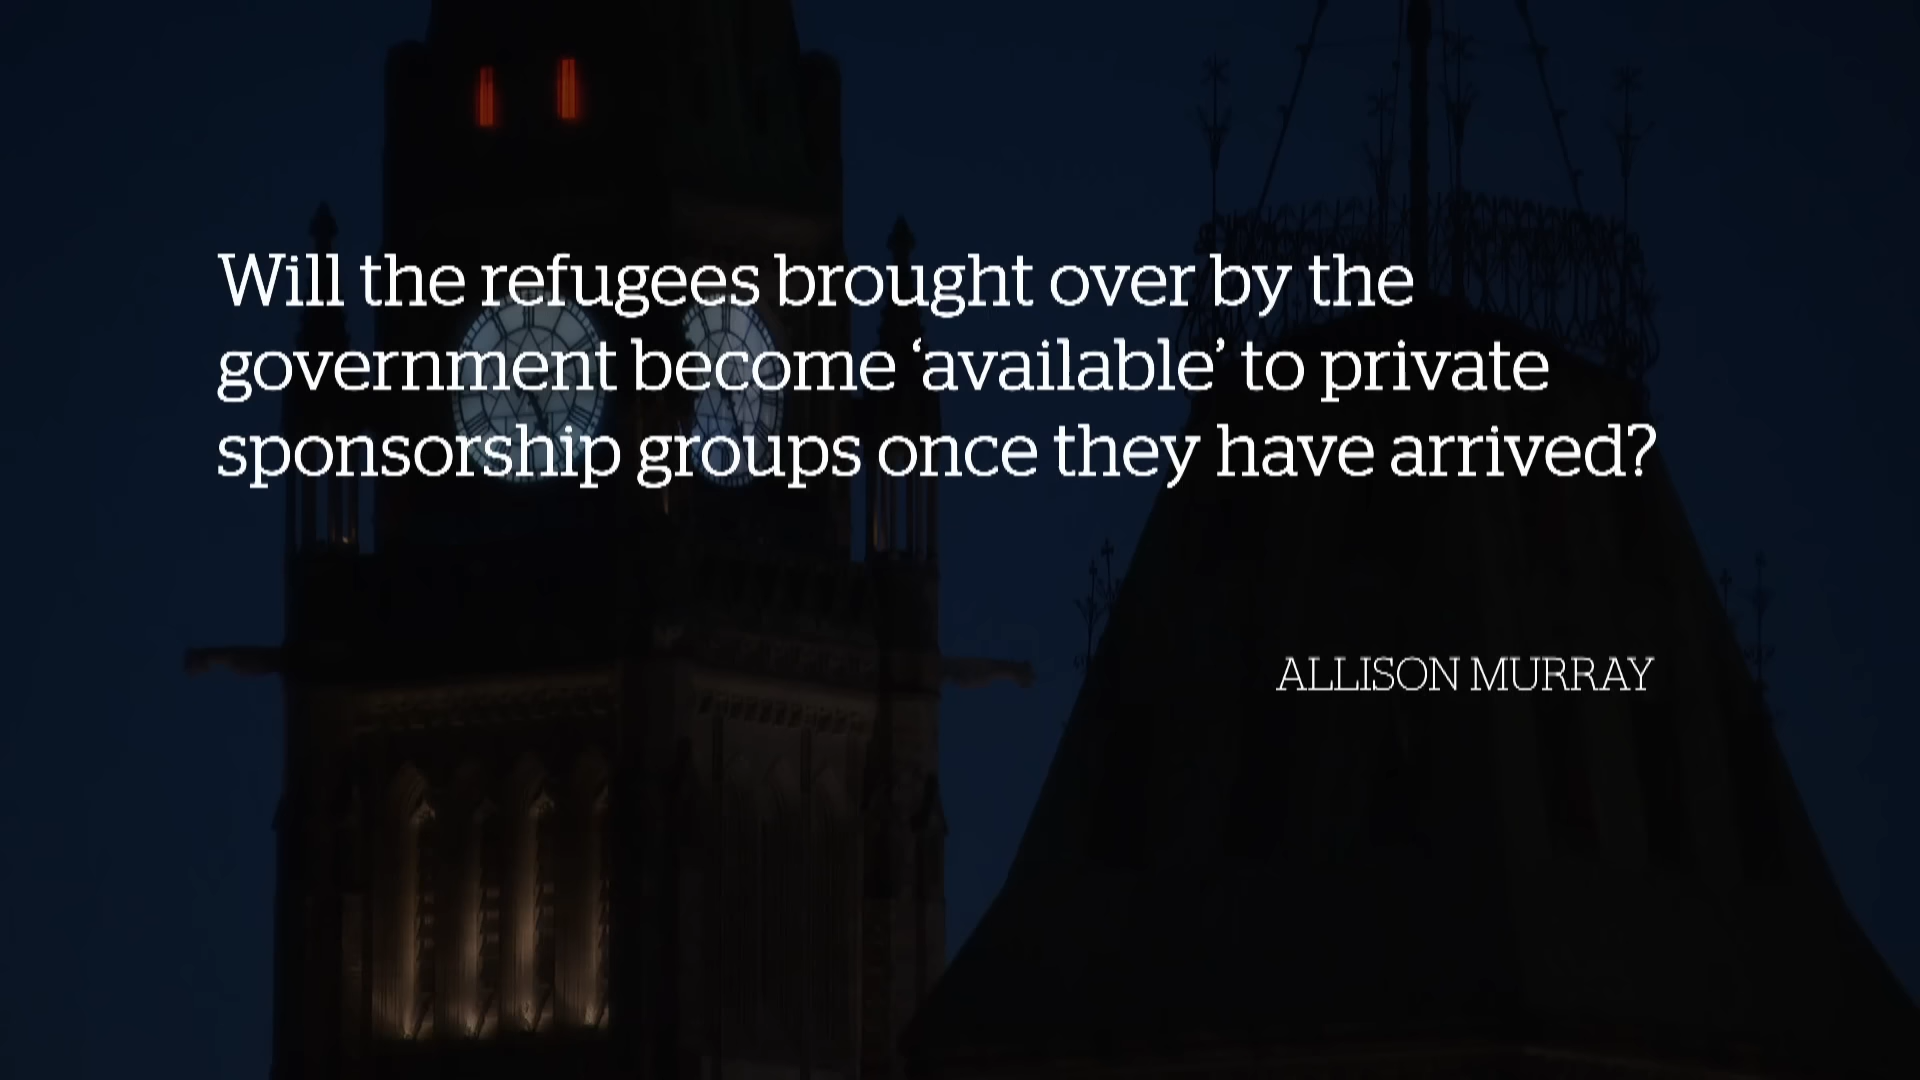 Will the refugees brought over by the
government become ‘available’ to private
sponsorship groups once they have arrived?
ALLISON MURRAY